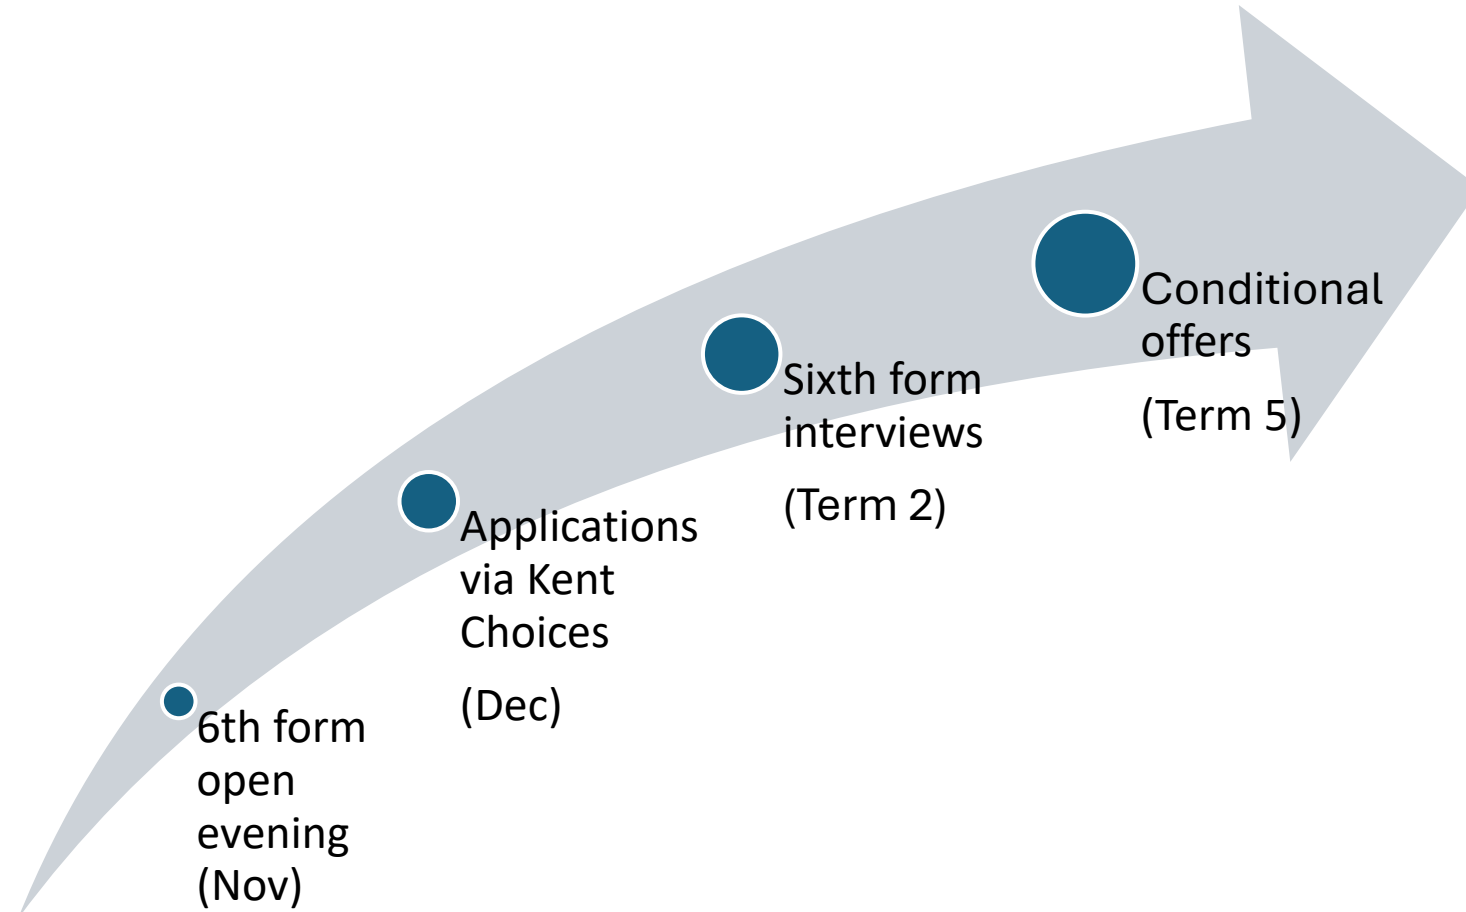 6th form
open
evening
(Nov)
Applications
via Kent
Choices
(Dec)
Sixth form
interviews
(Term 2)
Conditional
offers
(Term 5)